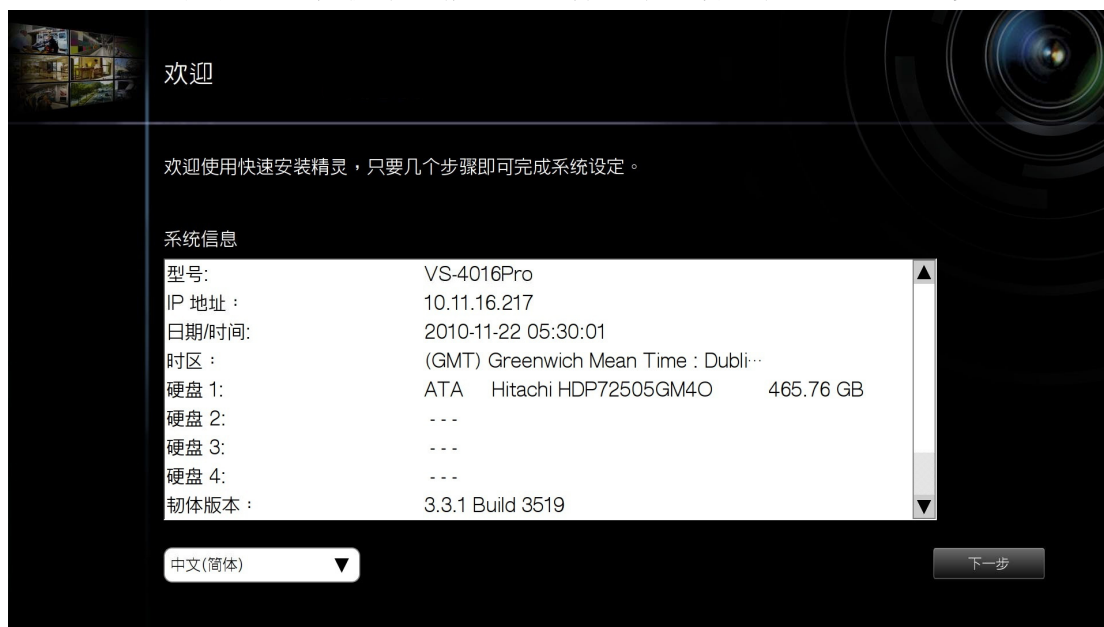 欢迎
欢迎使用快速安装精灵，只要几个步骤即可完成系统设定。
系统信息
型号: VS-4016Pro
IP 地址： 10.11.16.217
日期/时间: 2010-11-22 05:30:01
时区： (GMT) Greenwich Mean Time : Dubli…
硬盘 1: ATA Hitachi HDP72505GM4O 465.76 GB
硬盘 2: ---
硬盘 3: ---
硬盘 4: ---
韧体版本： 3.3.1 Build 3519
中文(简体)
下一步